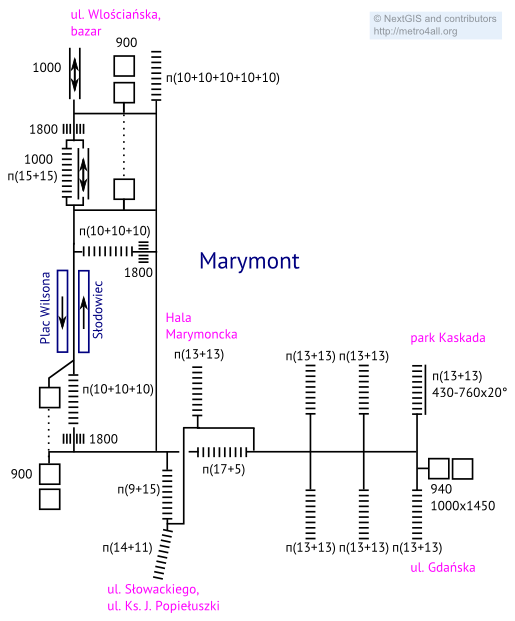 ul. Wlościańska,
bazar
© NextGIS and contributors
http://metro4all.org
900
1000
п(10+10+10+10+10)
1800
1000
п(15+15)
п(10+10+10)
1800
Marymont
Plac Wilsona
Słodowiec
Hala
Marymoncka
park Kaskada
п(13+13)
п(13+13)
п(13+13)
п(13+13)
430-760x20°
п(10+10+10)
1800
900
п(17+5)
940
1000x1450
п(9+15)
п(14+11)
п(13+13)
п(13+13)
п(13+13)
ul. Gdańska
ul. Słowackiego,
ul. Ks. J. Popiełuszki